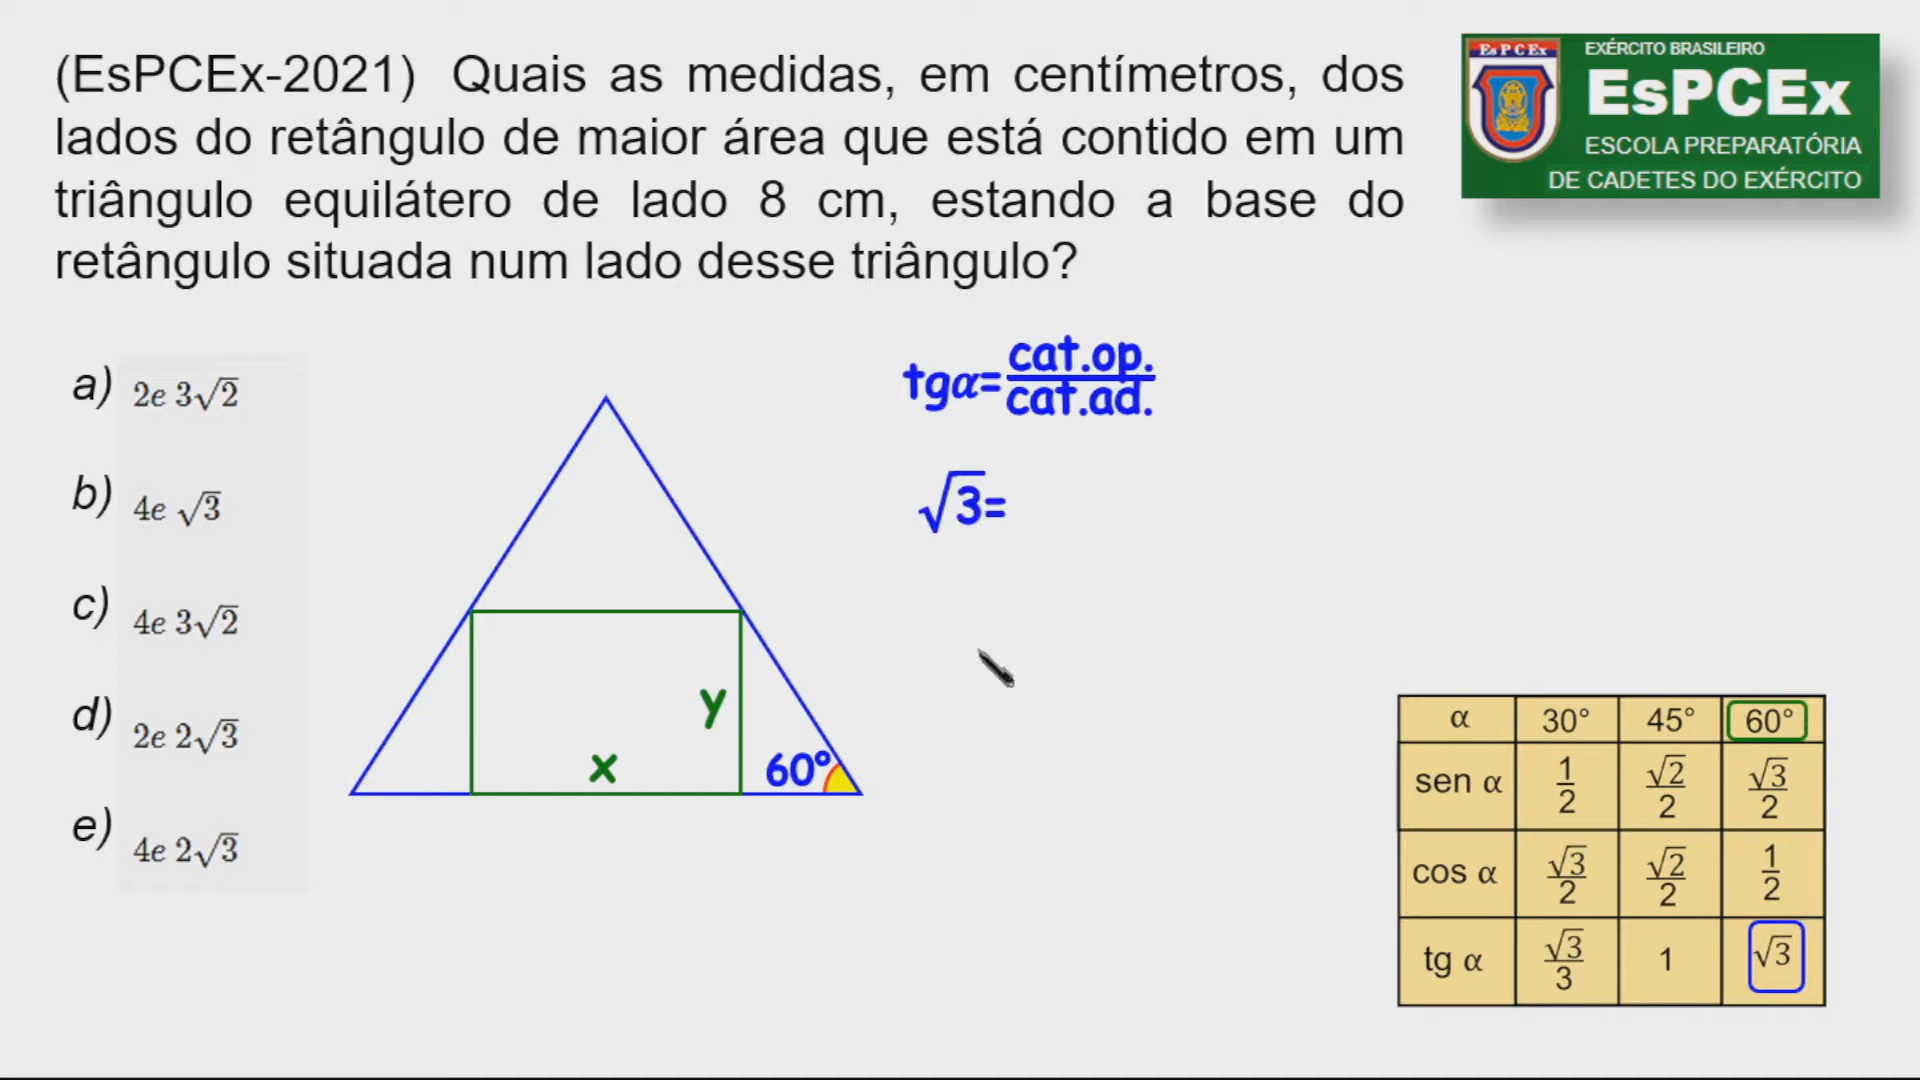 (EsPCEx-2021) Quais as medidas, em centímetros, dos
lados do retângulo de maior área que está contido em um
triângulo equilátero de lado 8 cm, estando a base do
retângulo situada num lado desse triângulo?
EsPCEx
EXÉRCITO BRASILEIRO
EsPCEx
ESCOLA PREPARATÓRIA
DE CADETES DO EXÉRCITO
a) 2e 3√2
b) 4e √3
c) 4e 3√2
d) 2e 2√3
e) 4e 2√3
y
x
60°
tgα=cat.op./cat.ad.
√3=
α 30° 45° 60°
sen α 1/2 √2/2 √3/2
cos α √3/2 √2/2 1/2
tg α √3/3 1 √3